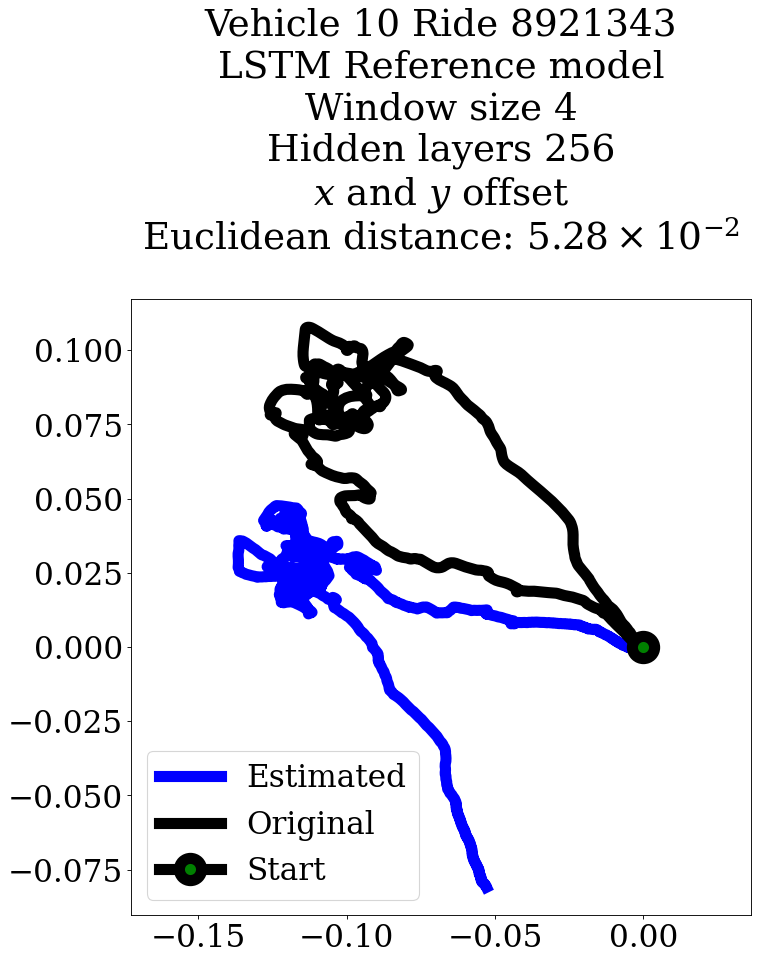 Vehicle 10 Ride 8921343
LSTM Reference model
Window size 4
Hidden layers 256
x and y offset
Euclidean distance: 5.28 × 10⁻²
0.100
0.075
0.050
0.025
0.000
−0.025
−0.050
−0.075
Estimated
Original
Start
−0.15 −0.10 −0.05 0.00